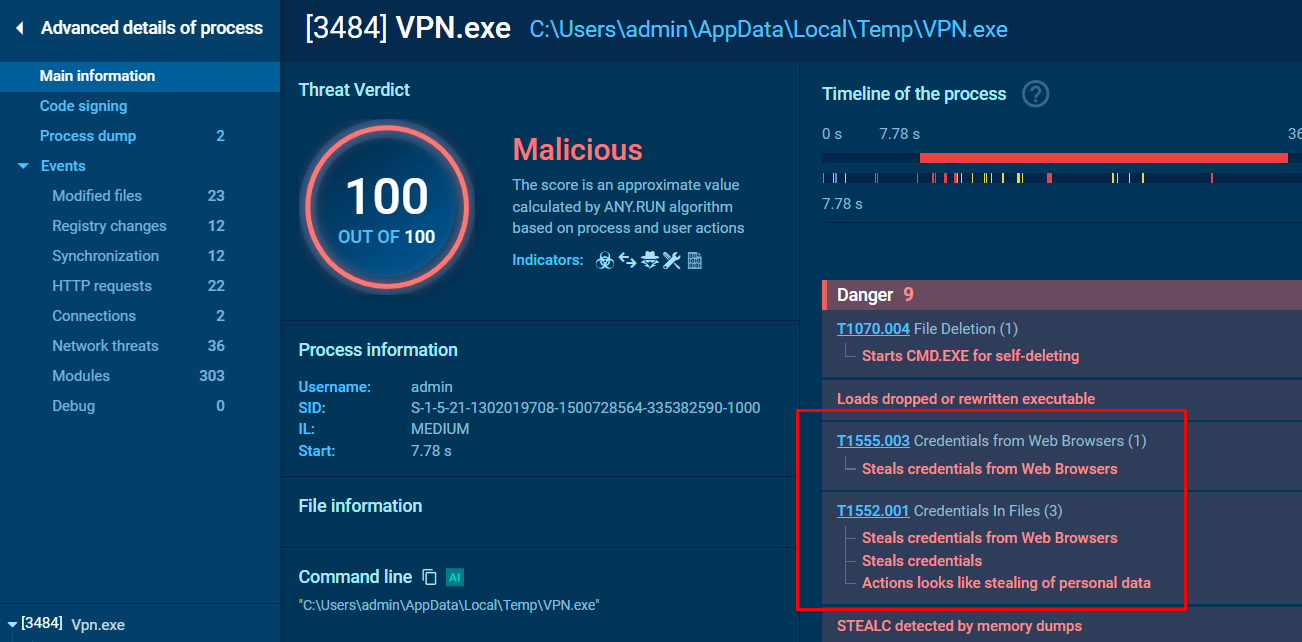 Advanced details of process
Main information
Code signing
Process dump 2
Events
Modified files 23
Registry changes 12
Synchronization 12
HTTP requests 22
Connections 2
Network threats 36
Modules 303
Debug 0
[3484] Vpn.exe
[3484] VPN.exe C:\Users\admin\AppData\Local\Temp\VPN.exe
Threat Verdict
100
OUT OF 100
Malicious
The score is an approximate value
calculated by ANY.RUN algorithm
based on process and user actions
Indicators:
Process information
Username: admin
SID: S-1-5-21-1302019708-1500728564-335382590-1000
IL: MEDIUM
Start: 7.78 s
File information
Command line AI
"C:\Users\admin\AppData\Local\Temp\VPN.exe"
Timeline of the process ?
0 s 7.78 s 36
7.78 s
Danger 9
T1070.004 File Deletion (1)
Starts CMD.EXE for self-deleting
Loads dropped or rewritten executable
T1555.003 Credentials from Web Browsers (1)
Steals credentials from Web Browsers
T1552.001 Credentials In Files (3)
Steals credentials from Web Browsers
Steals credentials
Actions looks like stealing of personal data
STEALC detected by memory dumps